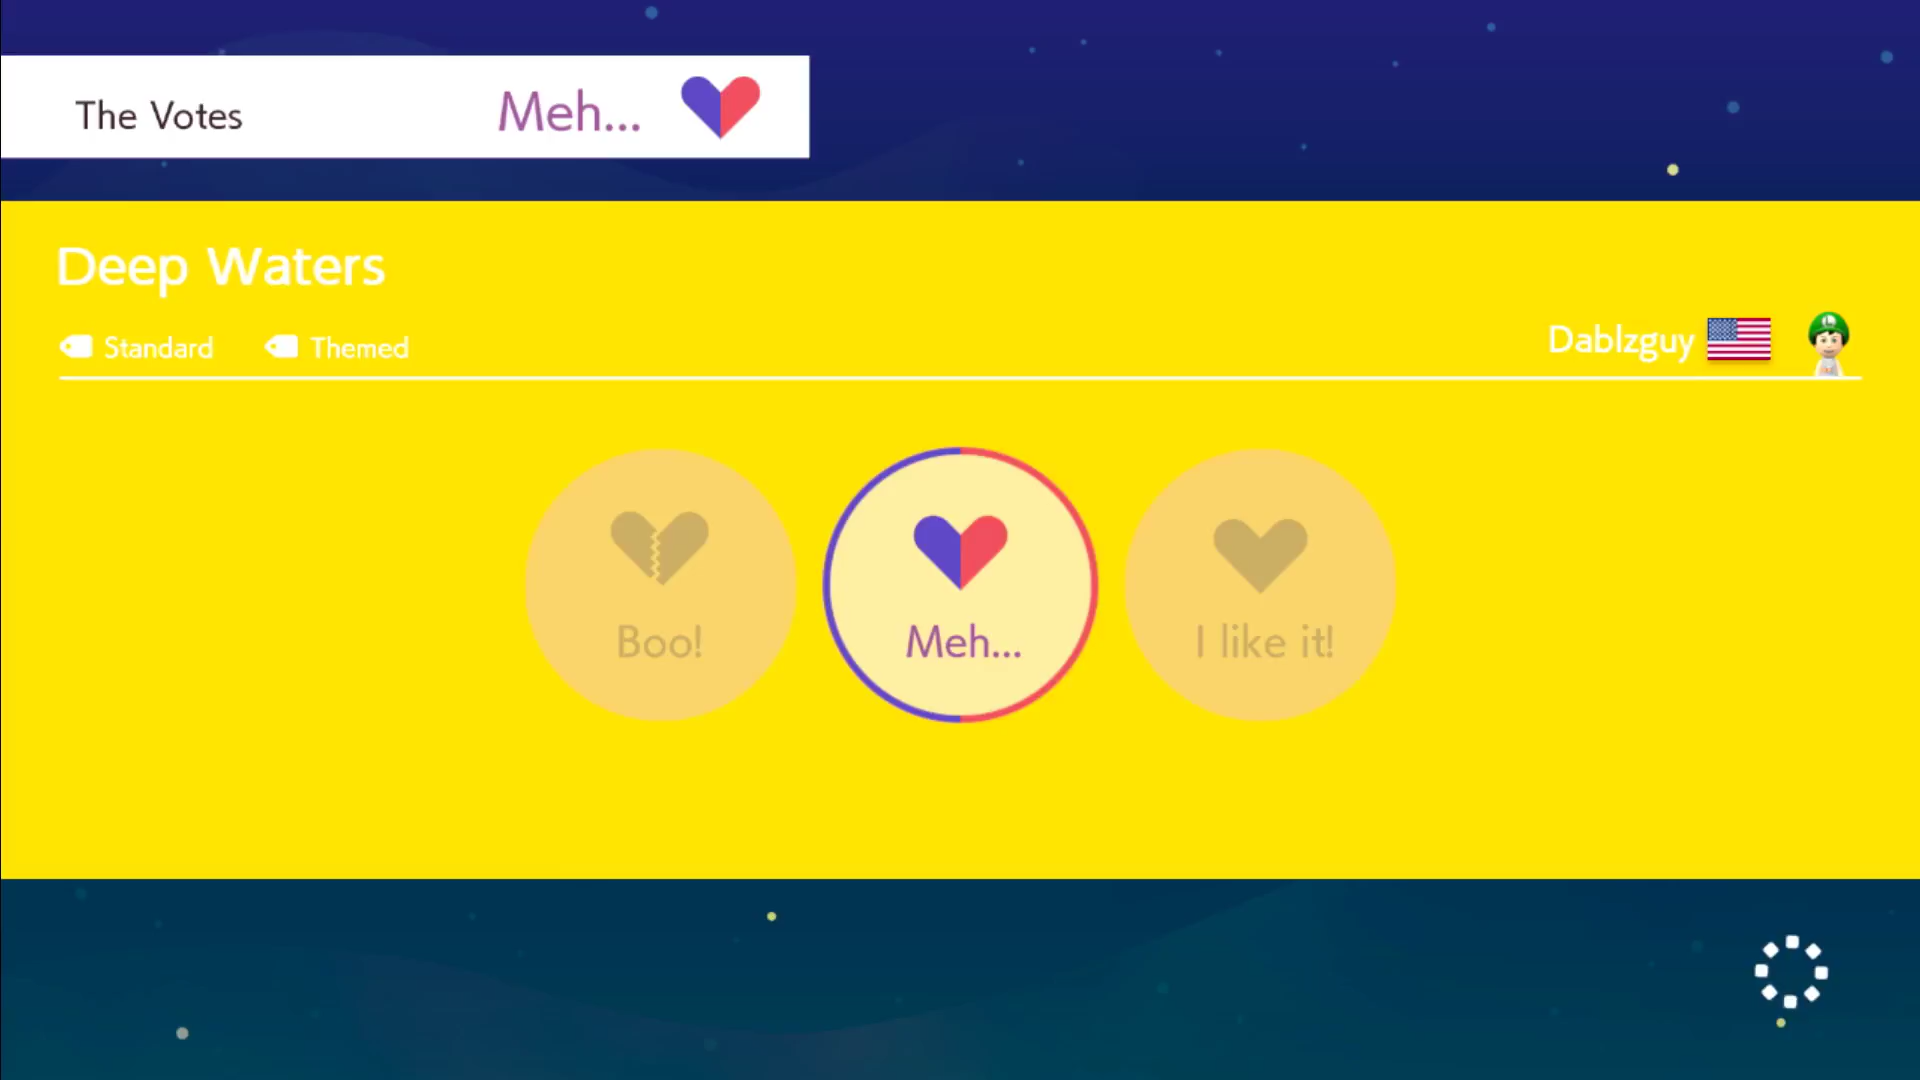 The Votes Meh...
Deep Waters
Standard Themed
Dablzguy
Boo! Meh... I like it!